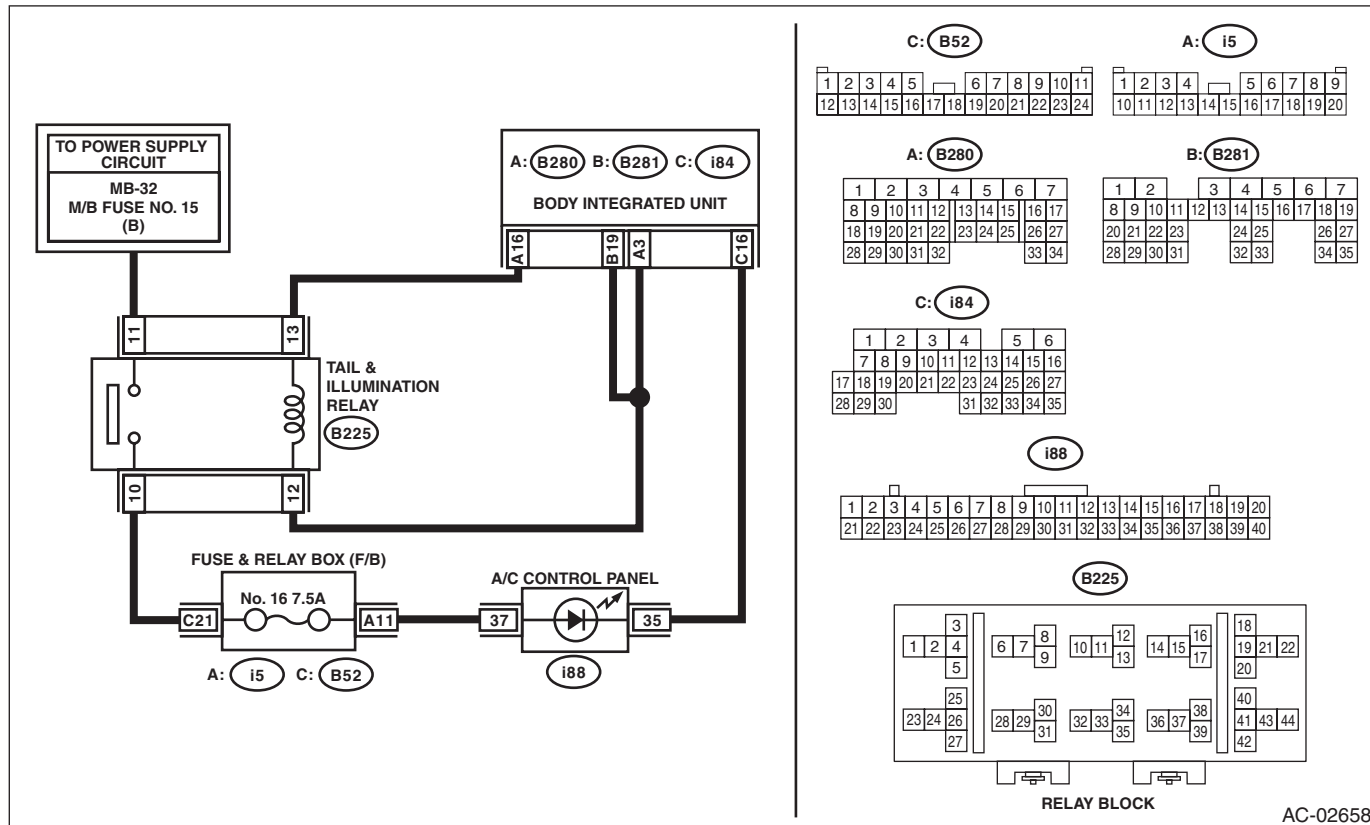 TO POWER SUPPLY
CIRCUIT
MB-32
M/B FUSE NO. 15
(B)
A: B280 B: B281 C: i84
BODY INTEGRATED UNIT
A16 B19 A3 C16
11 13
TAIL &
ILLUMINATION
RELAY
B225
10 12
FUSE & RELAY BOX (F/B)
No. 16 7.5A
C21 A11
A: i5 C: B52
A/C CONTROL PANEL
37 35
i88
C: B52
1 2 3 4 5 6 7 8 9 10 11
12 13 14 15 16 17 18 19 20 21 22 23 24
A: i5
1 2 3 4 5 6 7 8 9
10 11 12 13 14 15 16 17 18 19 20
A: B280
1 2 3 4 5 6 7
8 9 10 11 12 13 14 15 16 17
18 19 20 21 22 23 24 25 26 27
28 29 30 31 32 33 34
B: B281
1 2 3 4 5 6 7
8 9 10 11 12 13 14 15 16 17 18 19
20 21 22 23 24 25 26 27
28 29 30 31 32 33 34 35
C: i84
1 2 3 4 5 6
7 8 9 10 11 12 13 14 15 16
17 18 19 20 21 22 23 24 25 26 27
28 29 30 31 32 33 34 35
i88
1 2 3 4 5 6 7 8 9 10 11 12 13 14 15 16 17 18 19 20
21 22 23 24 25 26 27 28 29 30 31 32 33 34 35 36 37 38 39 40
B225
3 8 12 16 18
1 2 4 6 7 10 11 14 15 19 21 22
5 9 13 17 20
25 30 34 38 40
23 24 26 28 29 32 33 36 37 41 43 44
27 31 35 39 42
RELAY BLOCK
AC-02658